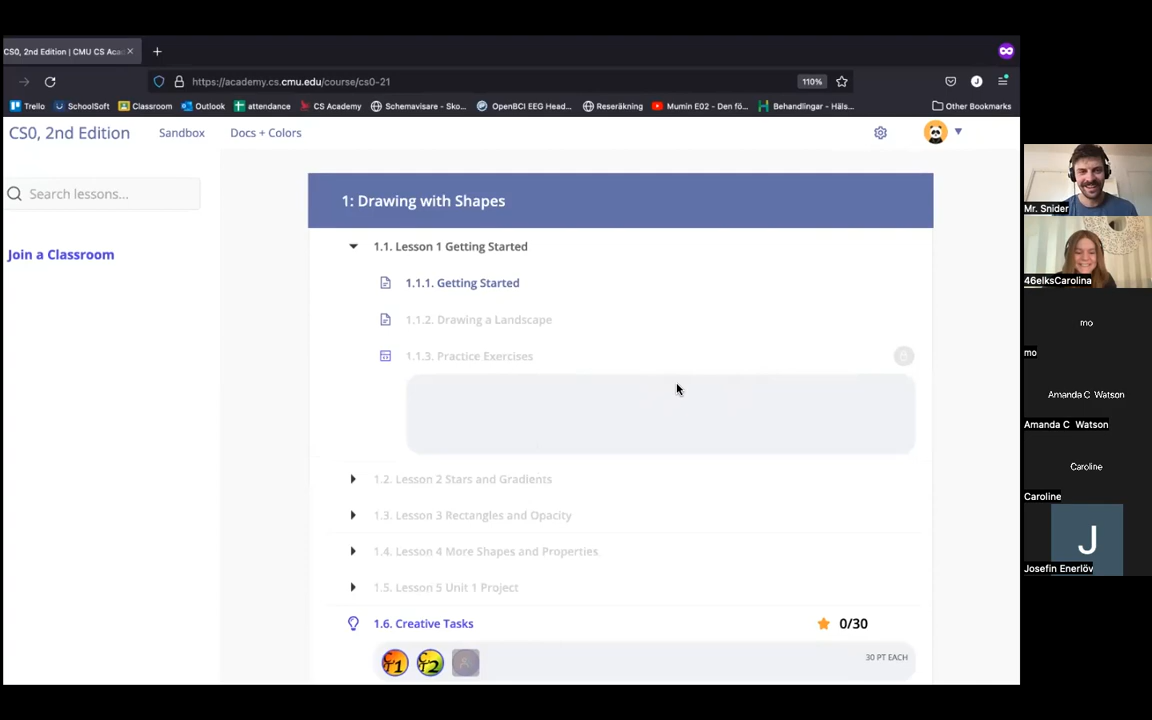 CS0, 2nd Edition | CMU CS Aca
https://academy.cs.cmu.edu/course/cs0-21
110%
Trello
SchoolSoft
Classroom
Outlook
attendance
CS Academy
Schemavisare - Sko...
OpenBCI EEG Head...
Reseräkning
Mumin E02 - Den fö...
Behandlingar - Häls...
Other Bookmarks
CS0, 2nd Edition
Sandbox
Docs + Colors
Search lessons...
Join a Classroom
1: Drawing with Shapes
1.1. Lesson 1 Getting Started
1.1.1. Getting Started
1.1.2. Drawing a Landscape
1.1.3. Practice Exercises
1.2. Lesson 2 Stars and Gradients
1.3. Lesson 3 Rectangles and Opacity
1.4. Lesson 4 More Shapes and Properties
1.5. Lesson 5 Unit 1 Project
1.6. Creative Tasks
0/30
CT1
CT2
30 PT EACH
Mr. Snider
46elksCarolina
mo
mo
Amanda C Watson
Amanda C Watson
Caroline
Caroline
J
Josefin Enerlöv